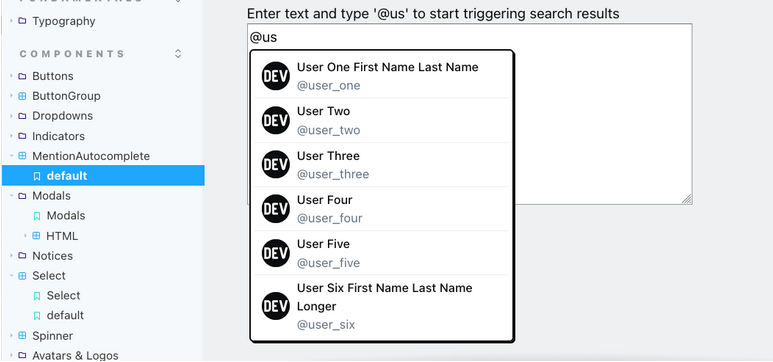 Typography
COMPONENTS
Buttons
ButtonGroup
Dropdowns
Indicators
MentionAutocomplete
default
Modals
Modals
HTML
Notices
Select
Select
default
Spinner
Avatars & Logos
Enter text and type '@us' to start triggering search results
@us
DEV
User One First Name Last Name
@user_one
DEV
User Two
@user_two
DEV
User Three
@user_three
DEV
User Four
@user_four
DEV
User Five
@user_five
DEV
User Six First Name Last Name
Longer
@user_six